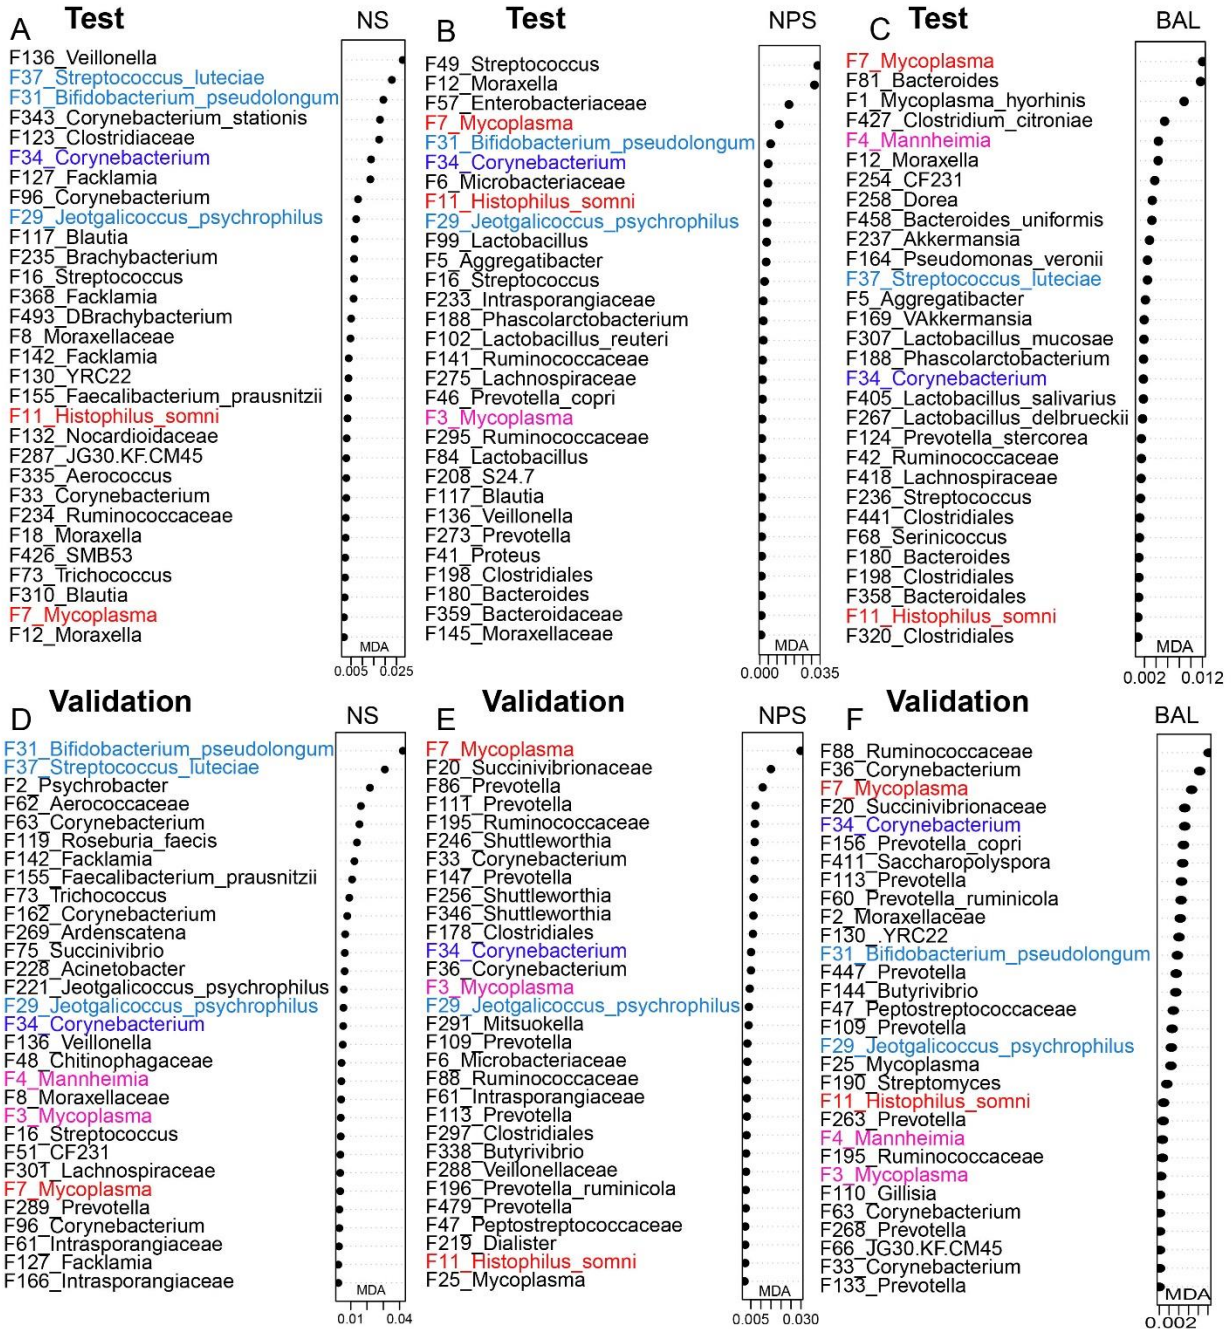 A Test NS
F136_Veillonella
F37_Streptococcus_luteciae
F31_Bifidobacterium_pseudolongum
F343_Corynebacterium_stationis
F123_Clostridiaceae
F34_Corynebacterium
F127_Facklamia
F96_Corynebacterium
F29_Jeotgalicoccus_psychrophilus
F117_Blautia
F235_Brachybacterium
F16_Streptococcus
F368_Facklamia
F493_DBrachybacterium
F8_Moraxellaceae
F142_Facklamia
F130_YRC22
F155_Faecalibacterium_prausnitzii
F11_Histophilus_somni
F132_Nocardioidaceae
F287_JG30.KF.CM45
F335_Aerococcus
F33_Corynebacterium
F234_Ruminococcaceae
F18_Moraxella
F426_SMB53
F73_Trichococcus
F310_Blautia
F7_Mycoplasma
F12_Moraxella
MDA
0.005 0.025
B Test NPS
F49_Streptococcus
F12_Moraxella
F57_Enterobacteriaceae
F7_Mycoplasma
F31_Bifidobacterium_pseudolongum
F34_Corynebacterium
F6_Microbacteriaceae
F11_Histophilus_somni
F29_Jeotgalicoccus_psychrophilus
F99_Lactobacillus
F5_Aggregatibacter
F16_Streptococcus
F233_Intrasporangiaceae
F188_Phascolarctobacterium
F102_Lactobacillus_reuteri
F141_Ruminococcaceae
F275_Lachnospiraceae
F46_Prevotella_copri
F3_Mycoplasma
F295_Ruminococcaceae
F84_Lactobacillus
F208_S24.7
F117_Blautia
F136_Veillonella
F273_Prevotella
F41_Proteus
F198_Clostridiales
F180_Bacteroides
F359_Bacteroidaceae
F145_Moraxellaceae
MDA
0.000 0.035
C Test BAL
F7_Mycoplasma
F81_Bacteroides
F1_Mycoplasma_hyorhinis
F427_Clostridium_citroniae
F4_Mannheimia
F12_Moraxella
F254_CF231
F258_Dorea
F458_Bacteroides_uniformis
F237_Akkermansia
F164_Pseudomonas_veronii
F37_Streptococcus_luteciae
F5_Aggregatibacter
F169_VAkkermansia
F307_Lactobacillus_mucosae
F188_Phascolarctobacterium
F34_Corynebacterium
F405_Lactobacillus_salivarius
F267_Lactobacillus_delbrueckii
F124_Prevotella_stercorea
F42_Ruminococcaceae
F418_Lachnospiraceae
F236_Streptococcus
F441_Clostridiales
F68_Serinicoccus
F180_Bacteroides
F198_Clostridiales
F358_Bacteroidales
F11_Histophilus_somni
F320_Clostridiales
MDA
0.002 0.012
D Validation NS
F31_Bifidobacterium_pseudolongum
F37_Streptococcus_luteciae
F2_Psychrobacter
F62_Aerococcaceae
F63_Corynebacterium
F119_Roseburia_faecis
F142_Facklamia
F155_Faecalibacterium_prausnitzii
F73_Trichococcus
F162_Corynebacterium
F269_Ardenscatena
F75_Succinivibrio
F228_Acinetobacter
F221_Jeotgalicoccus_psychrophilus
F29_Jeotgalicoccus_psychrophilus
F34_Corynebacterium
F136_Veillonella
F48_Chitinophagaceae
F4_Mannheimia
F8_Moraxellaceae
F3_Mycoplasma
F16_Streptococcus
F51_CF231
F301_Lachnospiraceae
F7_Mycoplasma
F289_Prevotella
F96_Corynebacterium
F61_Intrasporangiaceae
F127_Facklamia
F166_Intrasporangiaceae
MDA
0.01 0.04
E Validation NPS
F7_Mycoplasma
F20_Succinivibrionaceae
F86_Prevotella
F111_Prevotella
F195_Ruminococcaceae
F246_Shuttleworthia
F33_Corynebacterium
F147_Prevotella
F256_Shuttleworthia
F346_Shuttleworthia
F178_Clostridiales
F34_Corynebacterium
F36_Corynebacterium
F3_Mycoplasma
F29_Jeotgalicoccus_psychrophilus
F291_Mitsuokella
F109_Prevotella
F6_Microbacteriaceae
F88_Ruminococcaceae
F61_Intrasporangiaceae
F113_Prevotella
F297_Clostridiales
F338_Butyrivibrio
F288_Veillonellaceae
F196_Prevotella_ruminicola
F479_Prevotella
F47_Peptostreptococcaceae
F219_Dialister
F11_Histophilus_somni
F25_Mycoplasma
MDA
0.005 0.030
F Validation BAL
F88_Ruminococcaceae
F36_Corynebacterium
F7_Mycoplasma
F20_Succinivibrionaceae
F34_Corynebacterium
F156_Prevotella_copri
F411_Saccharopolyspora
F113_Prevotella
F60_Prevotella_ruminicola
F2_Moraxellaceae
F130_.YRC22
F31_Bifidobacterium_pseudolongum
F447_Prevotella
F144_Butyrivibrio
F47_Peptostreptococcaceae
F109_Prevotella
F29_Jeotgalicoccus_psychrophilus
F25_Mycoplasma
F190_Streptomyces
F11_Histophilus_somni
F263_Prevotella
F4_Mannheimia
F195_Ruminococcaceae
F3_Mycoplasma
F110_Gillisia
F63_Corynebacterium
F268_Prevotella
F66_JG30.KF.CM45
F33_Corynebacterium
F133_Prevotella
MDA
0.002